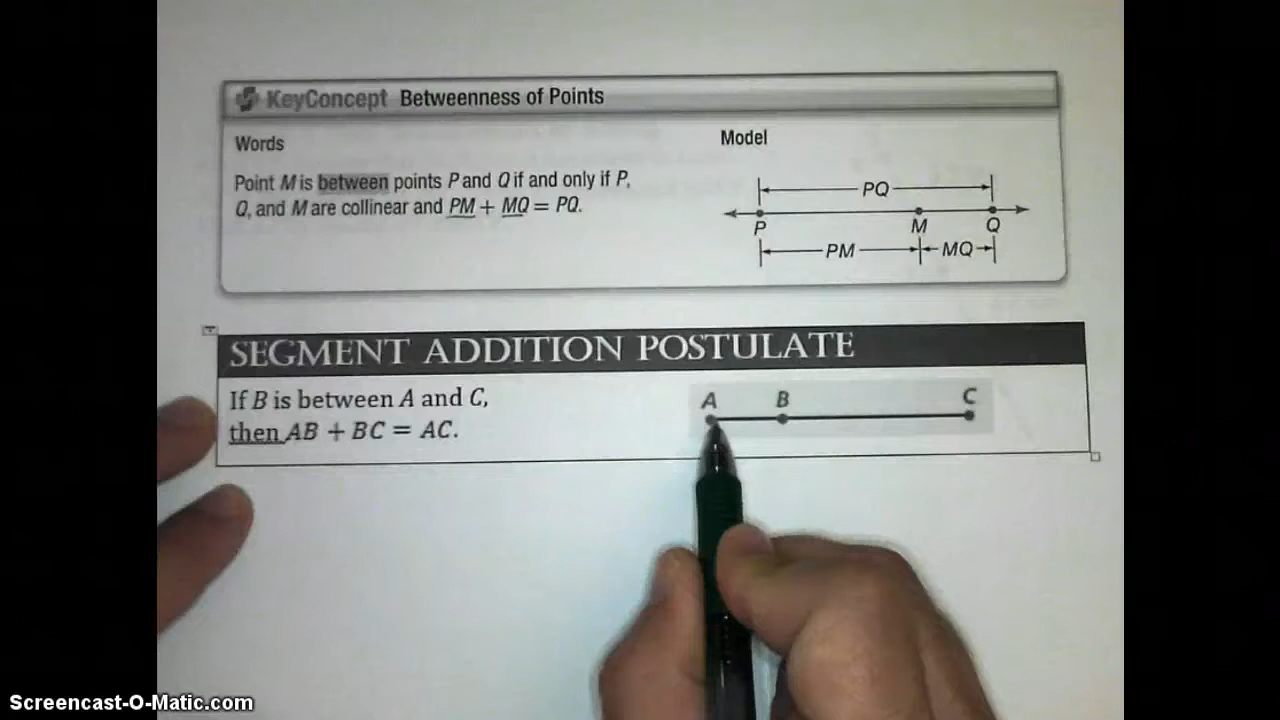 KeyConcept Betweenness of Points
Words
Point M is between points P and Q if and only if P,
Q, and M are collinear and PM + MQ = PQ.
Model
PQ
P M Q
PM MQ
SEGMENT ADDITION POSTULATE
If B is between A and C,
then AB + BC = AC.
A B C
Screencast-O-Matic.com